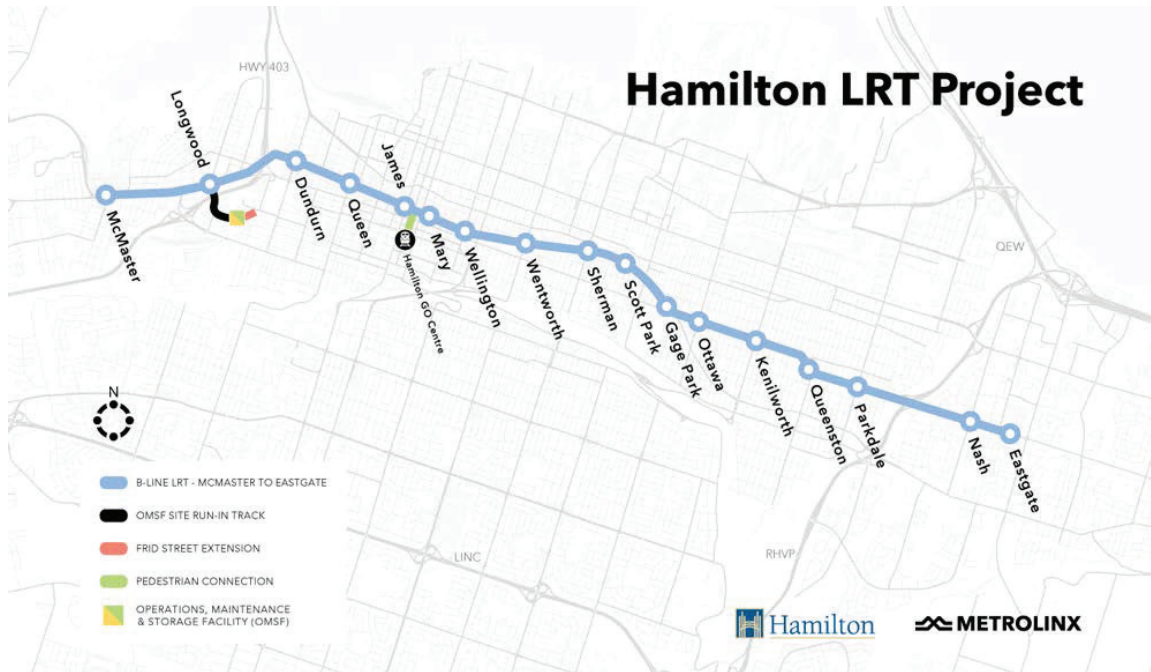 Hamilton LRT Project
HWY 403
QEW
LINC
RHVP
McMaster
Longwood
Dundurn
Queen
James
Hamilton GO Centre
Mary
Wellington
Wentworth
Sherman
Scott Park
Gage Park
Ottawa
Kenilworth
Queenston
Parkdale
Nash
Eastgate
N
B-LINE LRT - MCMASTER TO EASTGATE
OMSF SITE RUN-IN TRACK
FRID STREET EXTENSION
PEDESTRIAN CONNECTION
OPERATIONS, MAINTENANCE
& STORAGE FACILITY (OMSF)
Hamilton
METROLINX